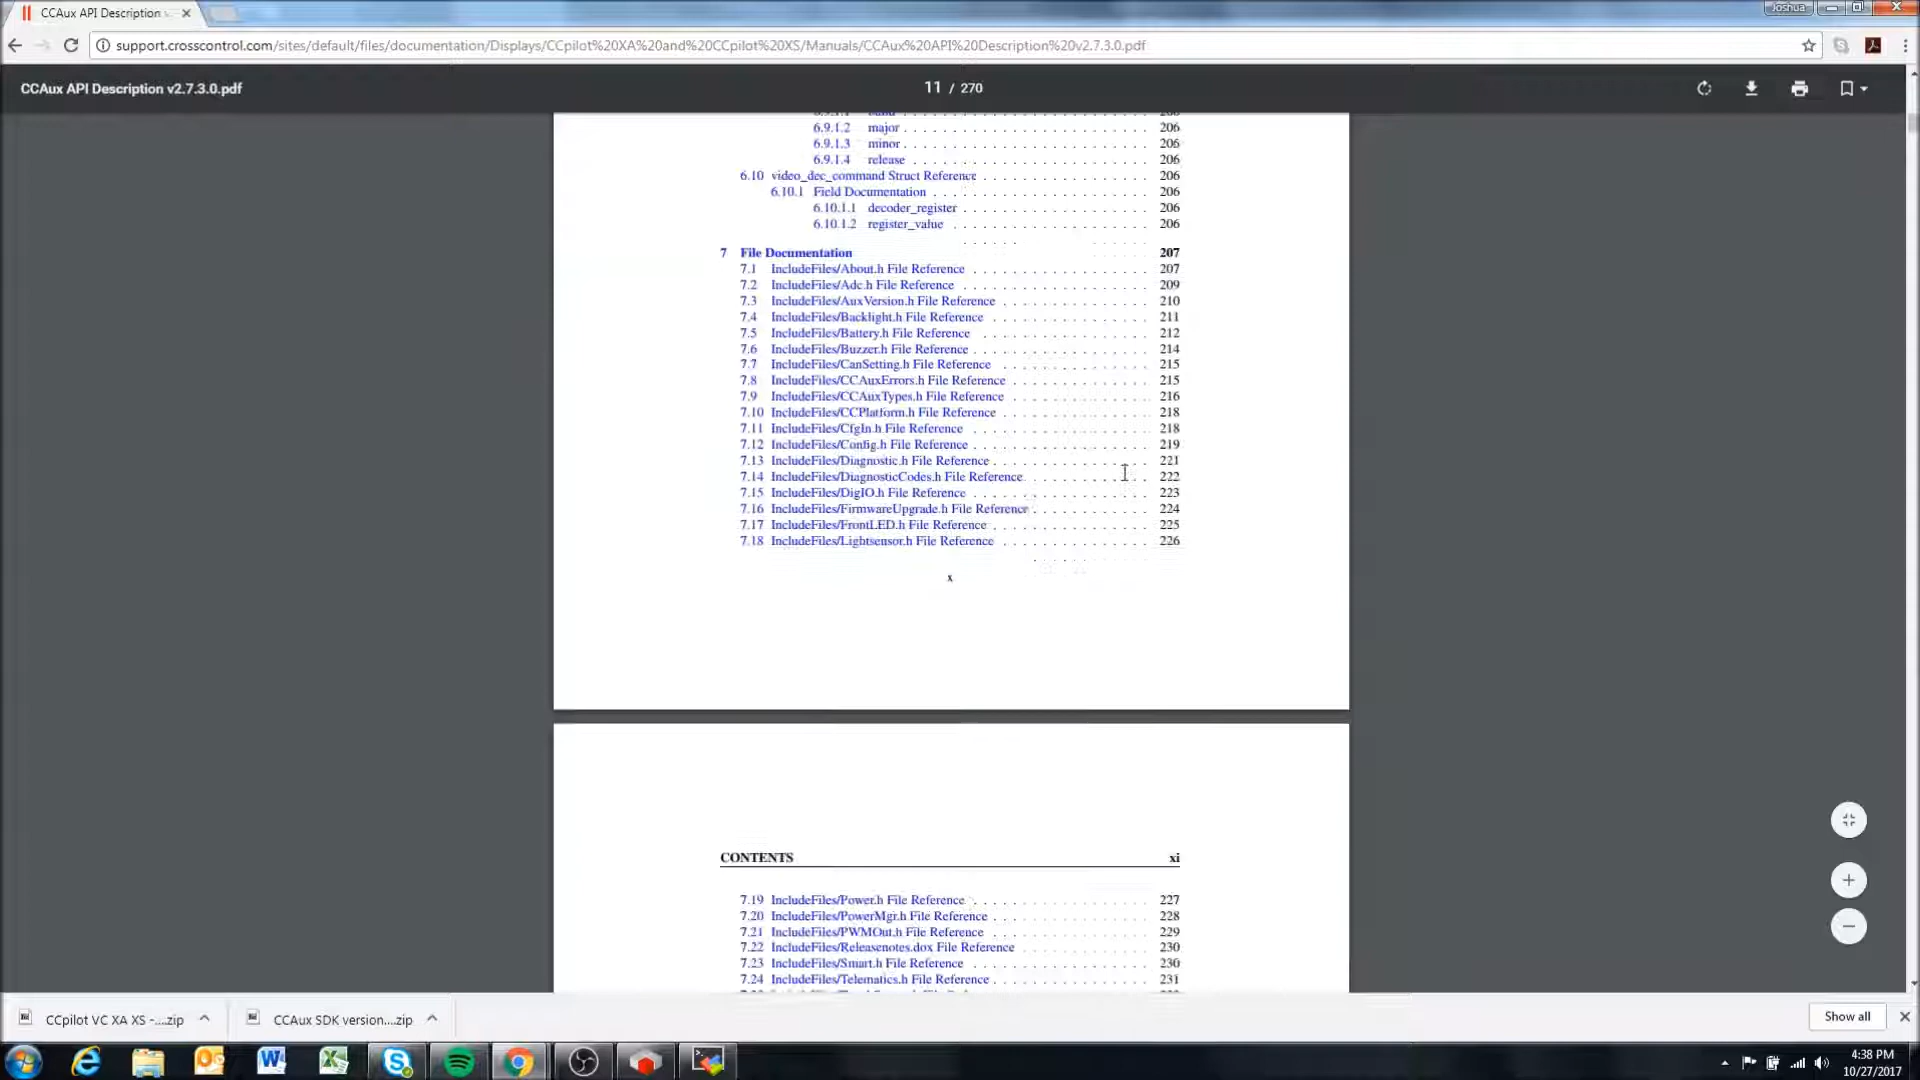 CCAux API Description
Joshua
support.crosscontrol.com/sites/default/files/documentation/Displays/CCpilot%20XA%20and%20CCpilot%20XS/Manuals/CCAux%20API%20Description%20v2.7.3.0.pdf
CCAux API Description v2.7.3.0.pdf
11 / 270
6.9.1.2 major . . . . . . . . . . . . . . . . . . . . . . 206
6.9.1.3 minor . . . . . . . . . . . . . . . . . . . . . . 206
6.9.1.4 release . . . . . . . . . . . . . . . . . . . . . 206
6.10 video_dec_command Struct Reference . . . . . . . . . . . . . . 206
6.10.1 Field Documentation . . . . . . . . . . . . . . . . . . . . 206
6.10.1.1 decoder_register . . . . . . . . . . . . . . . . . 206
6.10.1.2 register_value . . . . . . . . . . . . . . . . . . 206
7 File Documentation 207
7.1 IncludeFiles/About.h File Reference . . . . . . . . . . . . . . 207
7.2 IncludeFiles/Adc.h File Reference . . . . . . . . . . . . . . . 209
7.3 IncludeFiles/AuxVersion.h File Reference . . . . . . . . . . . . 210
7.4 IncludeFiles/Backlight.h File Reference . . . . . . . . . . . . . 211
7.5 IncludeFiles/Battery.h File Reference . . . . . . . . . . . . . . 212
7.6 IncludeFiles/Buzzer.h File Reference . . . . . . . . . . . . . . 214
7.7 IncludeFiles/CanSetting.h File Reference . . . . . . . . . . . . 215
7.8 IncludeFiles/CCAuxErrors.h File Reference . . . . . . . . . . . . 215
7.9 IncludeFiles/CCAuxTypes.h File Reference . . . . . . . . . . . . 216
7.10 IncludeFiles/CCPlatform.h File Reference . . . . . . . . . . . . 218
7.11 IncludeFiles/CfgIn.h File Reference . . . . . . . . . . . . . . 218
7.12 IncludeFiles/Config.h File Reference . . . . . . . . . . . . . . 219
7.13 IncludeFiles/Diagnostic.h File Reference . . . . . . . . . . . . . 221
7.14 IncludeFiles/DiagnosticCodes.h File Reference . . . . . . . . . . 222
7.15 IncludeFiles/DigIO.h File Reference . . . . . . . . . . . . . . 223
7.16 IncludeFiles/FirmwareUpgrade.h File Reference . . . . . . . . . . 224
7.17 IncludeFiles/FrontLED.h File Reference . . . . . . . . . . . . . 225
7.18 IncludeFiles/Lightsensor.h File Reference . . . . . . . . . . . . 226
x
CONTENTS xi
7.19 IncludeFiles/Power.h File Reference . . . . . . . . . . . . . . 227
7.20 IncludeFiles/PowerMgr.h File Reference . . . . . . . . . . . . . 228
7.21 IncludeFiles/PWMOut.h File Reference . . . . . . . . . . . . . 229
7.22 IncludeFiles/Releasenotes.dox File Reference . . . . . . . . . . . 230
7.23 IncludeFiles/Smart.h File Reference . . . . . . . . . . . . . . 230
7.24 IncludeFiles/Telematics.h File Reference . . . . . . . . . . . . . 231
CCpilot VC XA XS -....zip
CCAux SDK version....zip
Show all
4:38 PM
10/27/2017